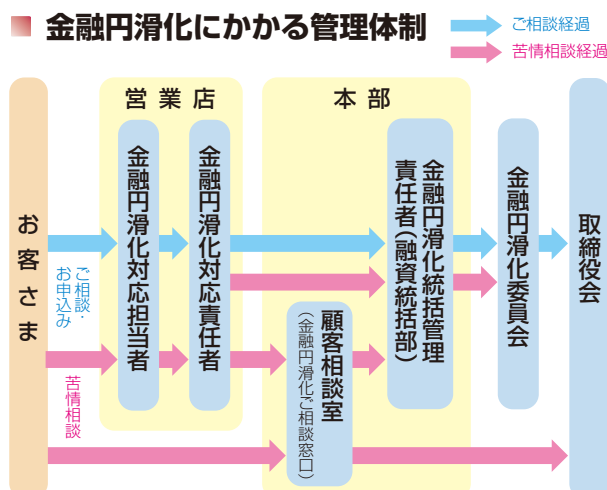 金融円滑化にかかる管理体制
ご相談経過
苦情相談経過
営業店
本部
お客さま
ご相談・
お申込み
苦情相談
金融円滑化対応担当者
金融円滑化対応責任者
顧客相談室
(金融円滑化ご相談窓口)
金融円滑化統括管理
責任者(融資統括部)
金融円滑化委員会
取締役会